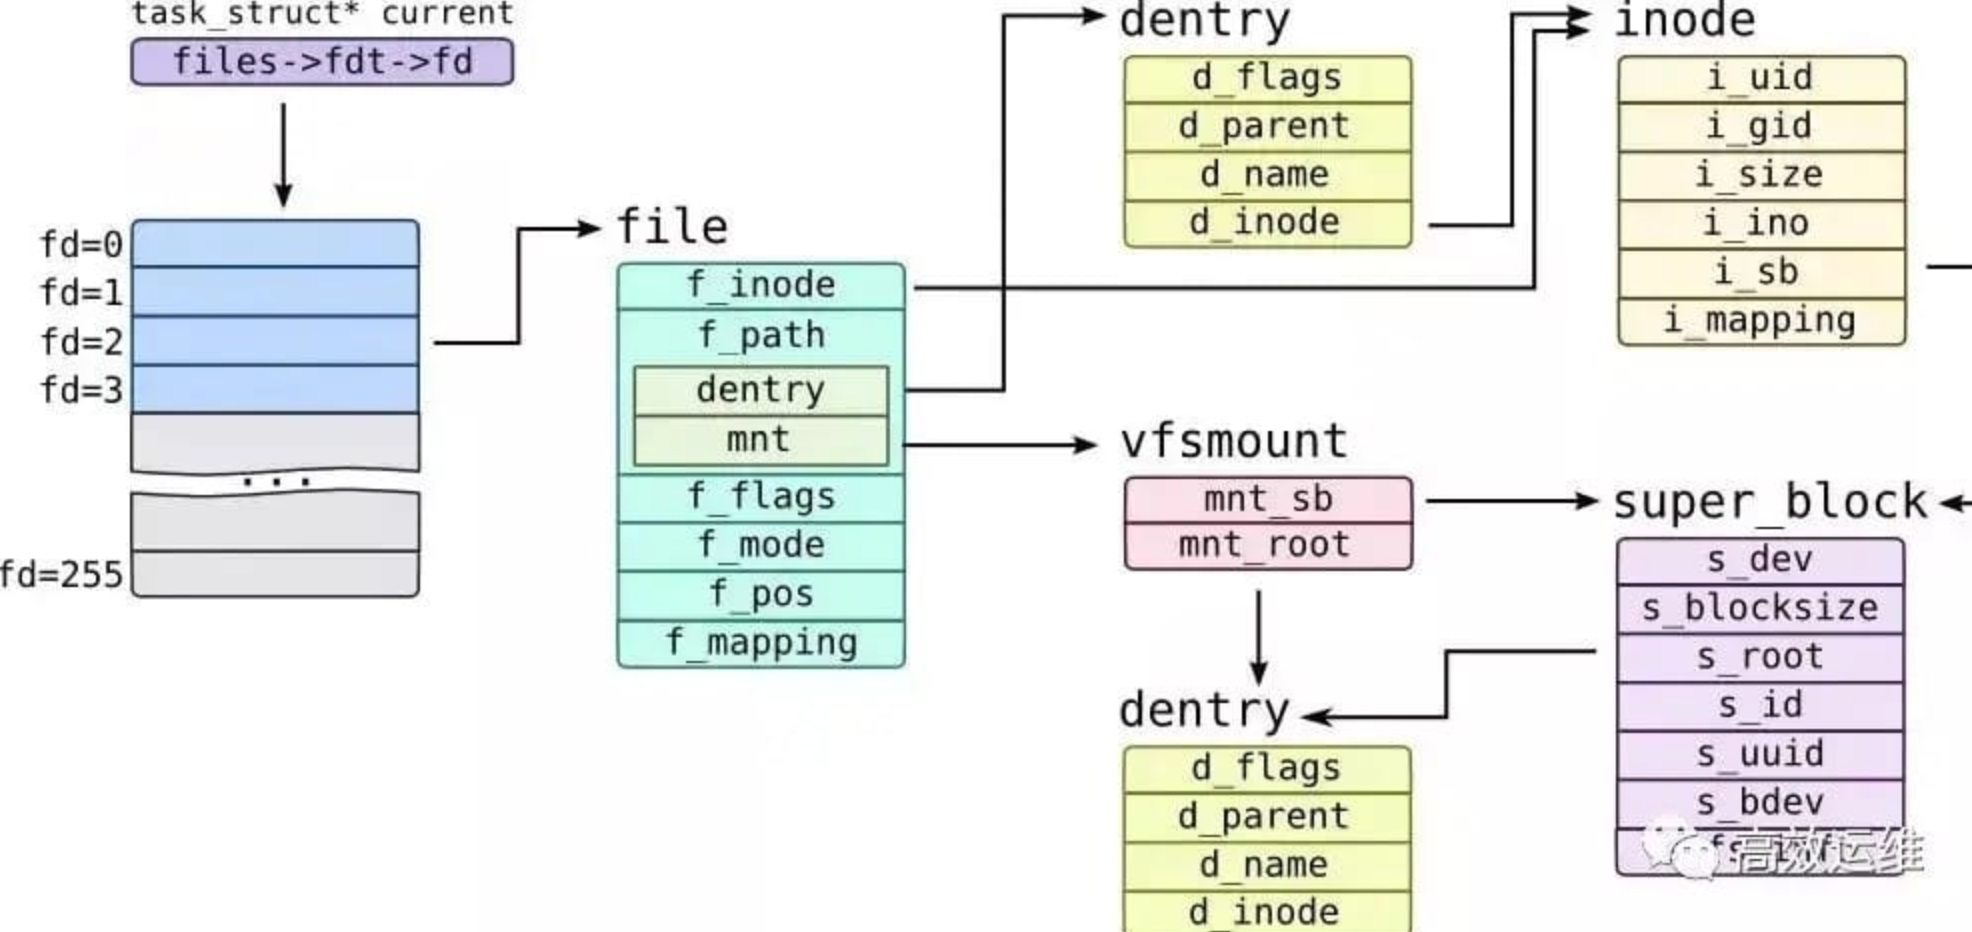 task_struct* current
files->fdt->fd
fd=0
fd=1
fd=2
fd=3
. . .
fd=255
file
f_inode
f_path
dentry
mnt
f_flags
f_mode
f_pos
f_mapping
dentry
d_flags
d_parent
d_name
d_inode
vfsmount
mnt_sb
mnt_root
dentry
d_flags
d_parent
d_name
d_inode
inode
i_uid
i_gid
i_size
i_ino
i_sb
i_mapping
super_block
s_dev
s_blocksize
s_root
s_id
s_uuid
s_bdev
高效运维